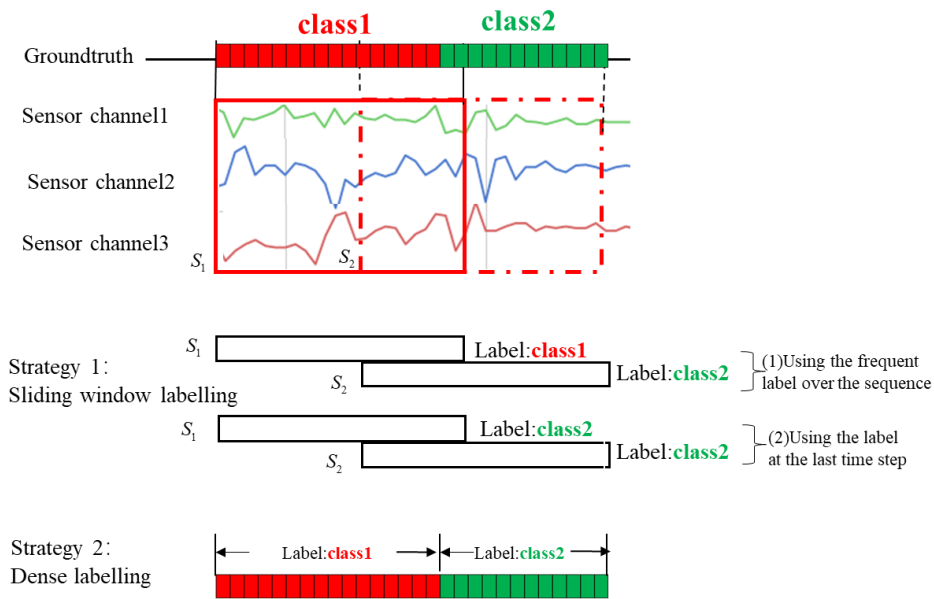 class1
class2
Groundtruth
Sensor channel1
Sensor channel2
Sensor channel3
S1
S2
Strategy 1:
Sliding window labelling
S1
Label:class1
S2
Label:class2
(1)Using the frequent
label over the sequence
S1
Label:class2
S2
Label:class2
(2)Using the label
at the last time step
Strategy 2:
Dense labelling
Label:class1
Label:class2